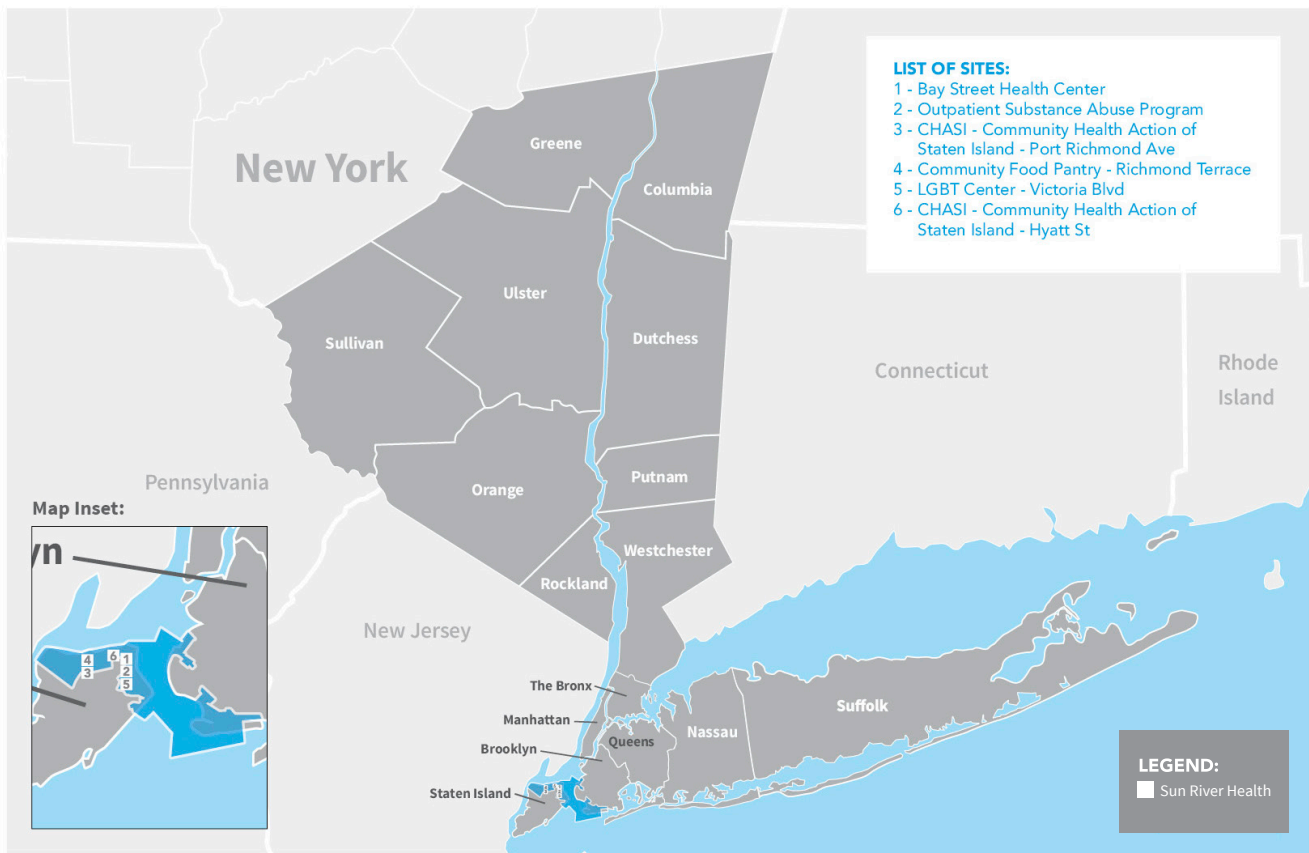 LIST OF SITES:
1 - Bay Street Health Center
2 - Outpatient Substance Abuse Program
3 - CHASI - Community Health Action of
Staten Island - Port Richmond Ave
4 - Community Food Pantry - Richmond Terrace
5 - LGBT Center - Victoria Blvd
6 - CHASI - Community Health Action of
Staten Island - Hyatt St
Greene
New York
Columbia
Ulster
Sullivan
Dutchess
Connecticut
Rhode
Island
Pennsylvania
Putnam
Orange
Map Inset:
yn
Westchester
Rockland
New Jersey
4
3
6
1
2
5
The Bronx
Manhattan
Brooklyn
Queens
Nassau
Suffolk
Staten Island
LEGEND:
Sun River Health